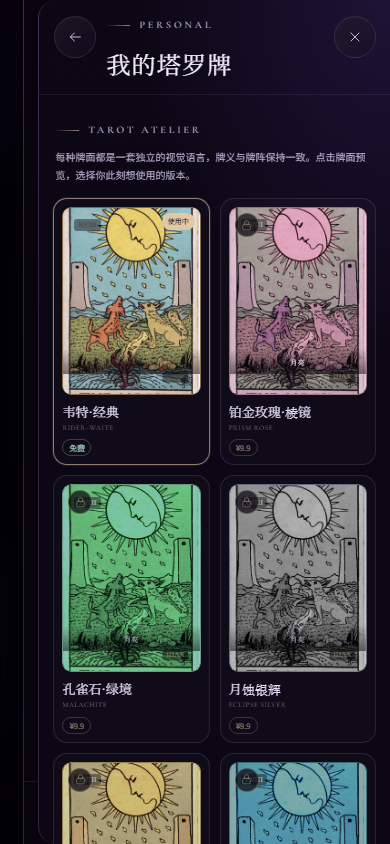 PERSONAL
我的塔罗牌
TAROT ATELIER
每种牌面都是一套独立的视觉语言，牌义与牌阵保持一致。点击牌面预
览，选择你此刻想使用的版本。
使用中
月亮
韦特·经典
RIDER-WAITE
免费
铂金玫瑰·棱镜
PRISM ROSE
¥9.9
月亮
孔雀石·绿境
MALACHITE
¥9.9
月蚀银辉
ECLIPSE SILVER
¥9.9